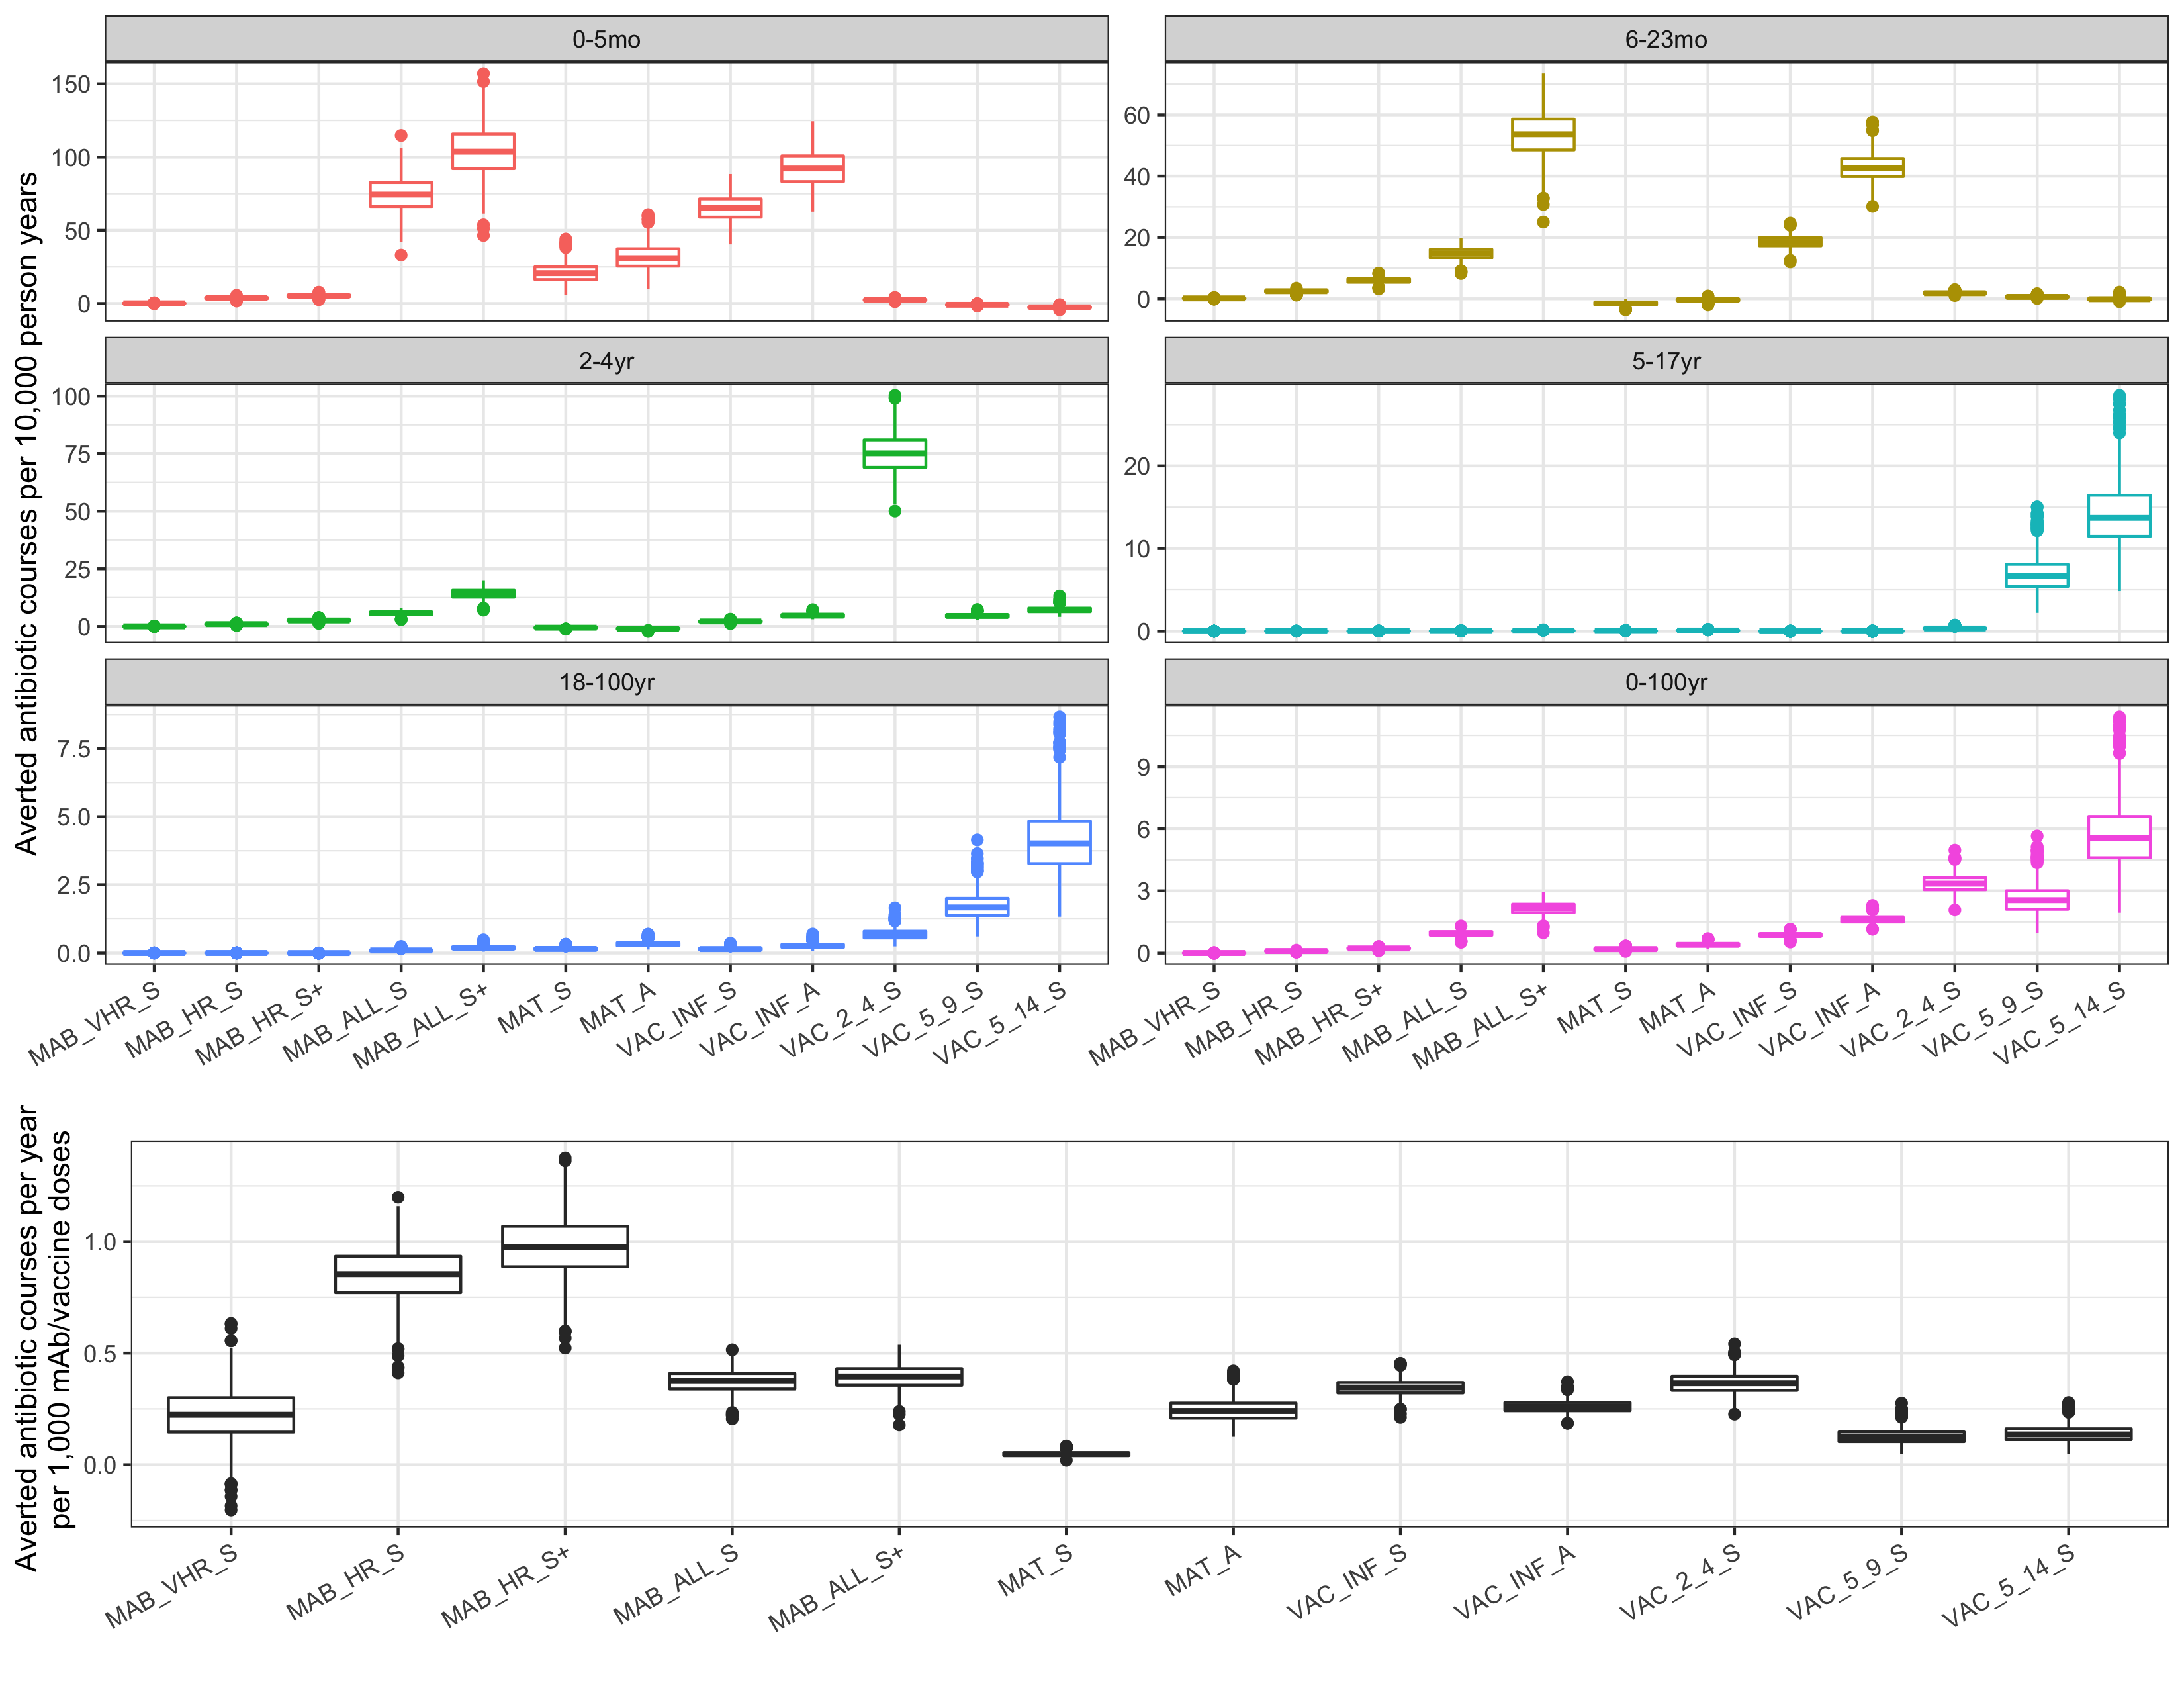 Averted antibiotic courses per 10,000 person years
0-5mo
150
100
50
0
6-23mo
60
40
20
0
2-4yr
100
75
50
25
0
5-17yr
20
10
0
18-100yr
7.5
5.0
2.5
0.0
0-100yr
9
6
3
0
MAB_VHR_S
MAB_HR_S
MAB_HR_S+
MAB_ALL_S
MAB_ALL_S+
MAT_S
MAT_A
VAC_INF_S
VAC_INF_A
VAC_2_4_S
VAC_5_9_S
VAC_5_14_S
MAB_VHR_S
MAB_HR_S
MAB_HR_S+
MAB_ALL_S
MAB_ALL_S+
MAT_S
MAT_A
VAC_INF_S
VAC_INF_A
VAC_2_4_S
VAC_5_9_S
VAC_5_14_S
Averted antibiotic courses per year
per 1,000 mAb/vaccine doses
1.0
0.5
0.0
MAB_VHR_S
MAB_HR_S
MAB_HR_S+
MAB_ALL_S
MAB_ALL_S+
MAT_S
MAT_A
VAC_INF_S
VAC_INF_A
VAC_2_4_S
VAC_5_9_S
VAC_5_14_S